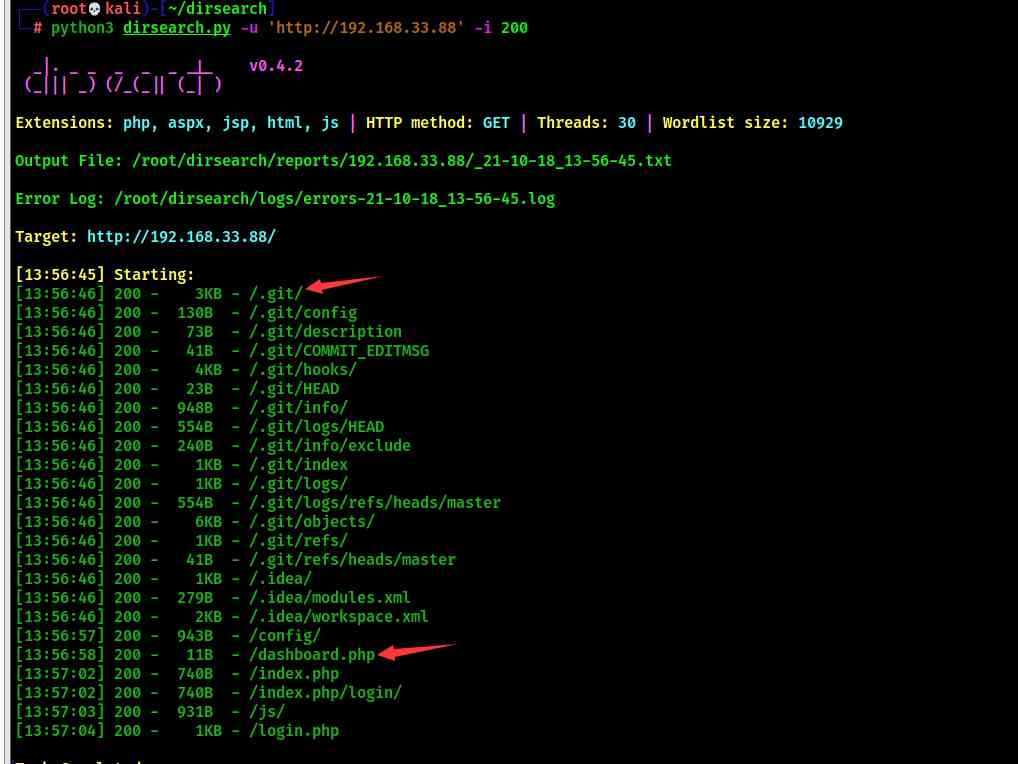 (root💀kali)-[~/dirsearch]
# python3 dirsearch.py -u 'http://192.168.33.88' -i 200
v0.4.2
Extensions: php, aspx, jsp, html, js | HTTP method: GET | Threads: 30 | Wordlist size: 10929
Output File: /root/dirsearch/reports/192.168.33.88/_21-10-18_13-56-45.txt
Error Log: /root/dirsearch/logs/errors-21-10-18_13-56-45.log
Target: http://192.168.33.88/
[13:56:45] Starting:
[13:56:46] 200 -    3KB - /.git/
[13:56:46] 200 -  130B  - /.git/config
[13:56:46] 200 -   73B  - /.git/description
[13:56:46] 200 -   41B  - /.git/COMMIT_EDITMSG
[13:56:46] 200 -    4KB - /.git/hooks/
[13:56:46] 200 -   23B  - /.git/HEAD
[13:56:46] 200 -  948B  - /.git/info/
[13:56:46] 200 -  554B  - /.git/logs/HEAD
[13:56:46] 200 -  240B  - /.git/info/exclude
[13:56:46] 200 -    1KB - /.git/index
[13:56:46] 200 -    1KB - /.git/logs/
[13:56:46] 200 -  554B  - /.git/logs/refs/heads/master
[13:56:46] 200 -    6KB - /.git/objects/
[13:56:46] 200 -    1KB - /.git/refs/
[13:56:46] 200 -   41B  - /.git/refs/heads/master
[13:56:46] 200 -    1KB - /.idea/
[13:56:46] 200 -  279B  - /.idea/modules.xml
[13:56:46] 200 -    2KB - /.idea/workspace.xml
[13:56:57] 200 -  943B  - /config/
[13:56:58] 200 -   11B  - /dashboard.php
[13:57:02] 200 -  740B  - /index.php
[13:57:02] 200 -  740B  - /index.php/login/
[13:57:03] 200 -  931B  - /js/
[13:57:04] 200 -    1KB - /login.php